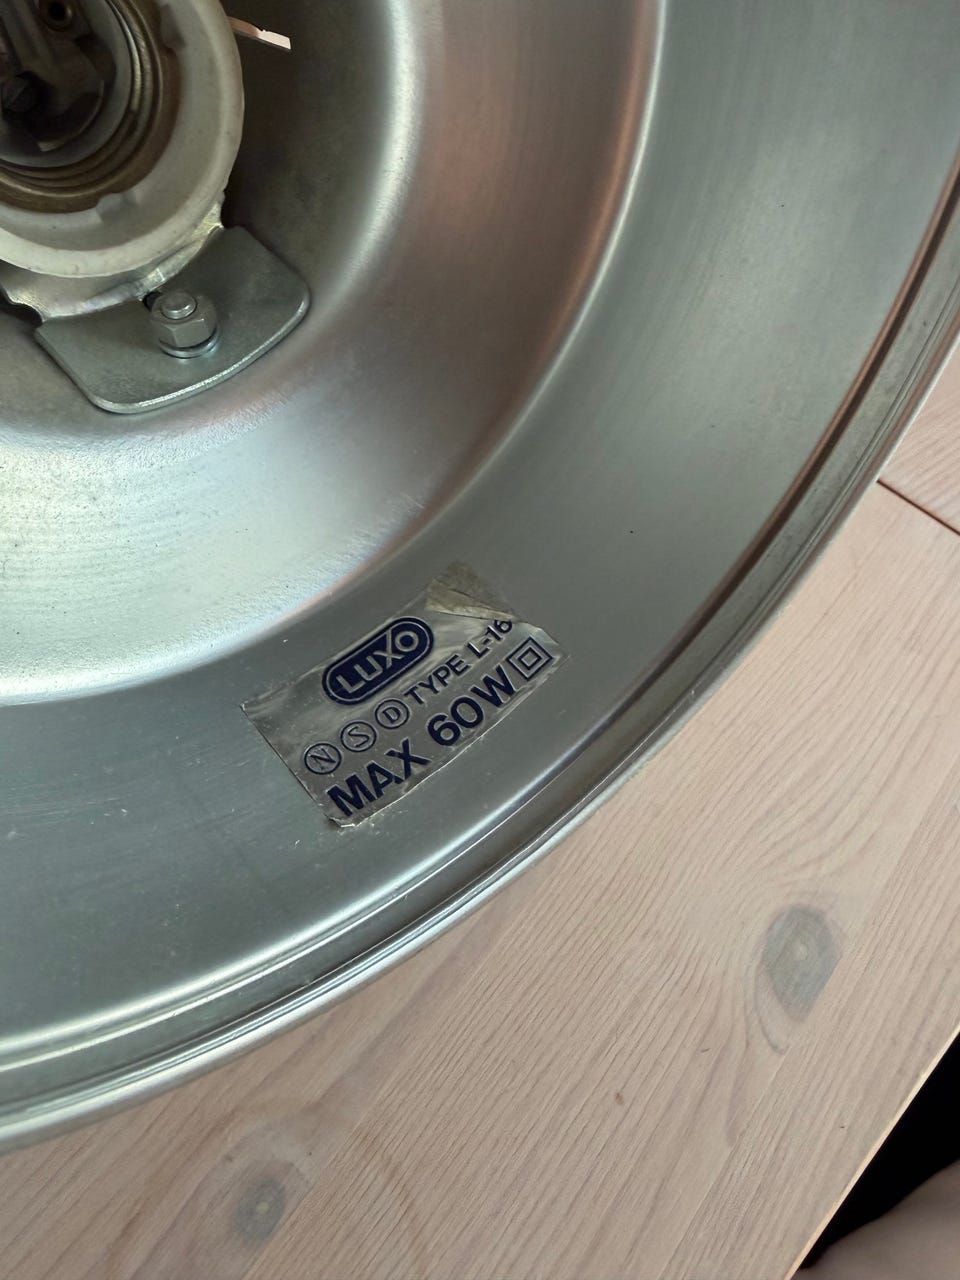 LUXO
N S D TYPE L-16
MAX 60W